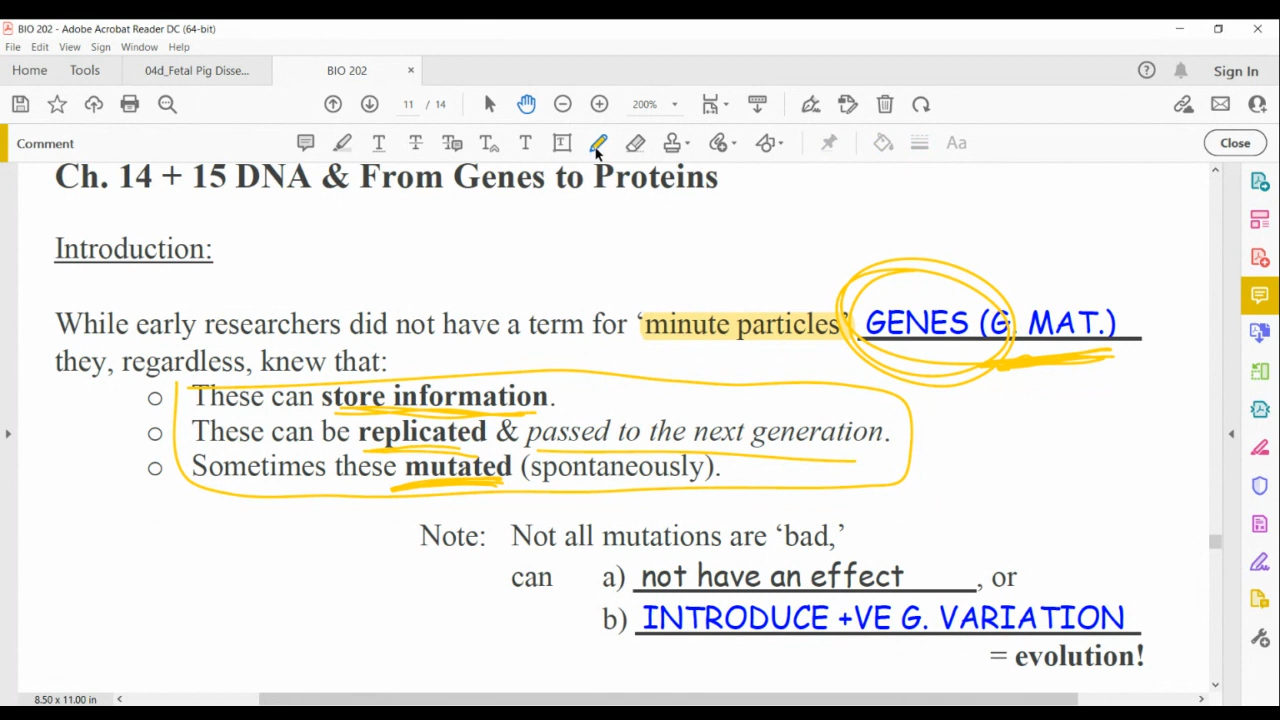 BIO 202 - Adobe Acrobat Reader DC (64-bit)
File Edit View Sign Window Help
Home Tools 04d_Fetal Pig Disse... BIO 202 × Sign In
11 / 14 200%
Comment Close
Ch. 14 + 15 DNA & From Genes to Proteins
Introduction:
While early researchers did not have a term for ‘minute particles’ GENES (G. MAT.)
they, regardless, knew that:
o These can store information.
o These can be replicated & passed to the next generation.
o Sometimes these mutated (spontaneously).
Note: Not all mutations are ‘bad,’
can a) not have an effect, or
b) INTRODUCE +VE G. VARIATION
= evolution!
8.50 x 11.00 in